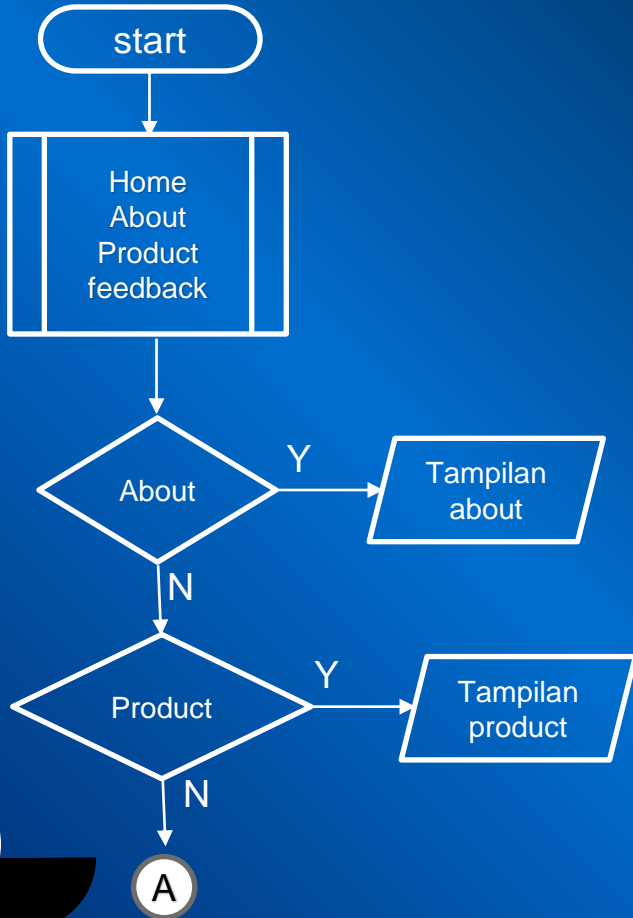 start
Home
About
Product
feedback
About
Y
Tampilan
about
N
Product
Y
Tampilan
product
N
A